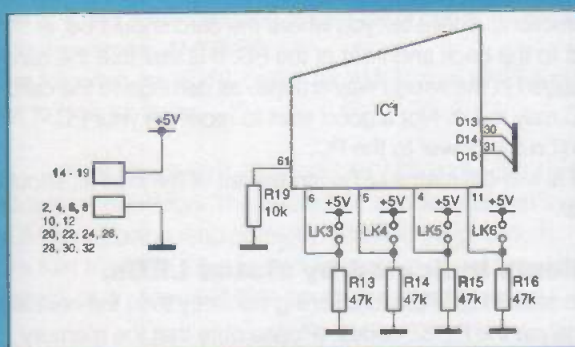 +5V
14 - 19
2, 4, 6, 8
10, 12
20, 22, 24, 26
28, 30, 32
IC1
D13
D14
D15
30
31
61
R19
10k
6
+5V
5
+5V
4
+5V
11
+5V
LK3
LK4
LK5
LK6
R13
47k
R14
47k
R15
47k
R16
47k